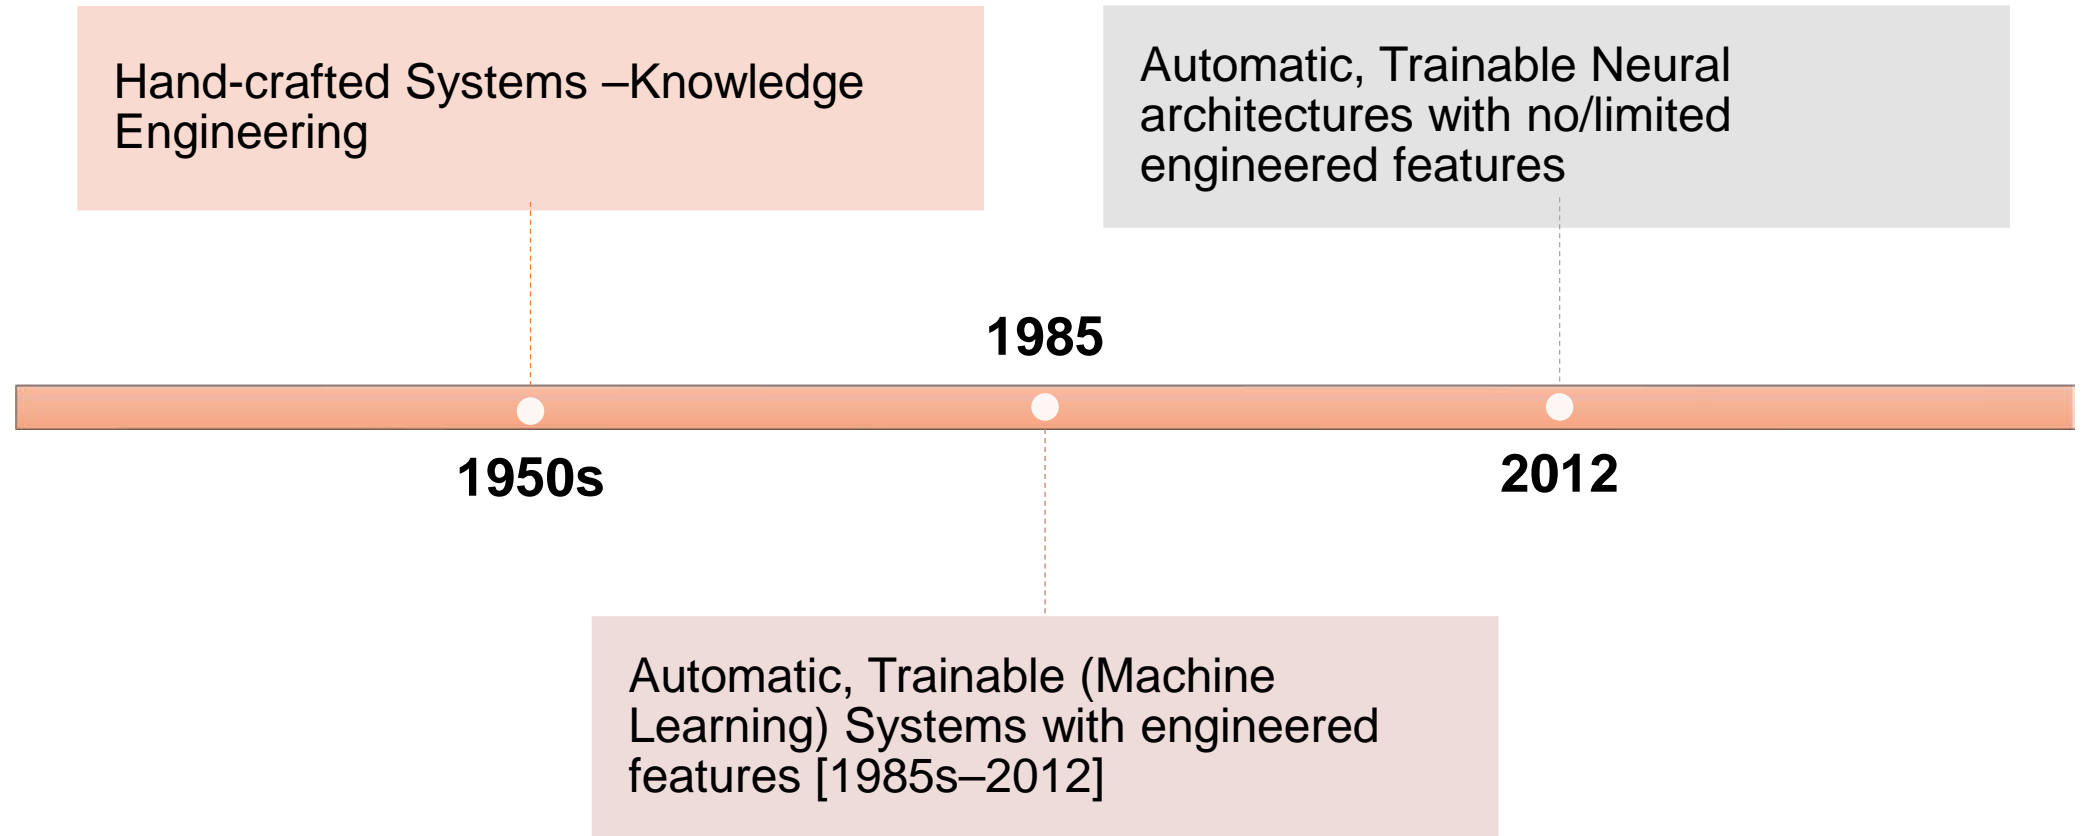 Hand-crafted Systems –Knowledge
Engineering
Automatic, Trainable Neural
architectures with no/limited
engineered features
1985
1950s
2012
Automatic, Trainable (Machine
Learning) Systems with engineered
features [1985s–2012]